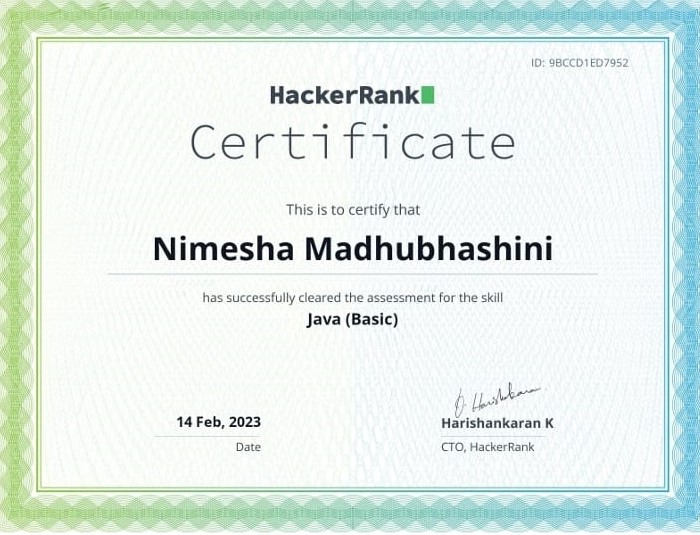 ID: 9BCCD1ED7952
HackerRank
Certificate
This is to certify that
Nimesha Madhubhashini
has successfully cleared the assessment for the skill
Java (Basic)
14 Feb, 2023
Date
Harishankaran K
CTO, HackerRank